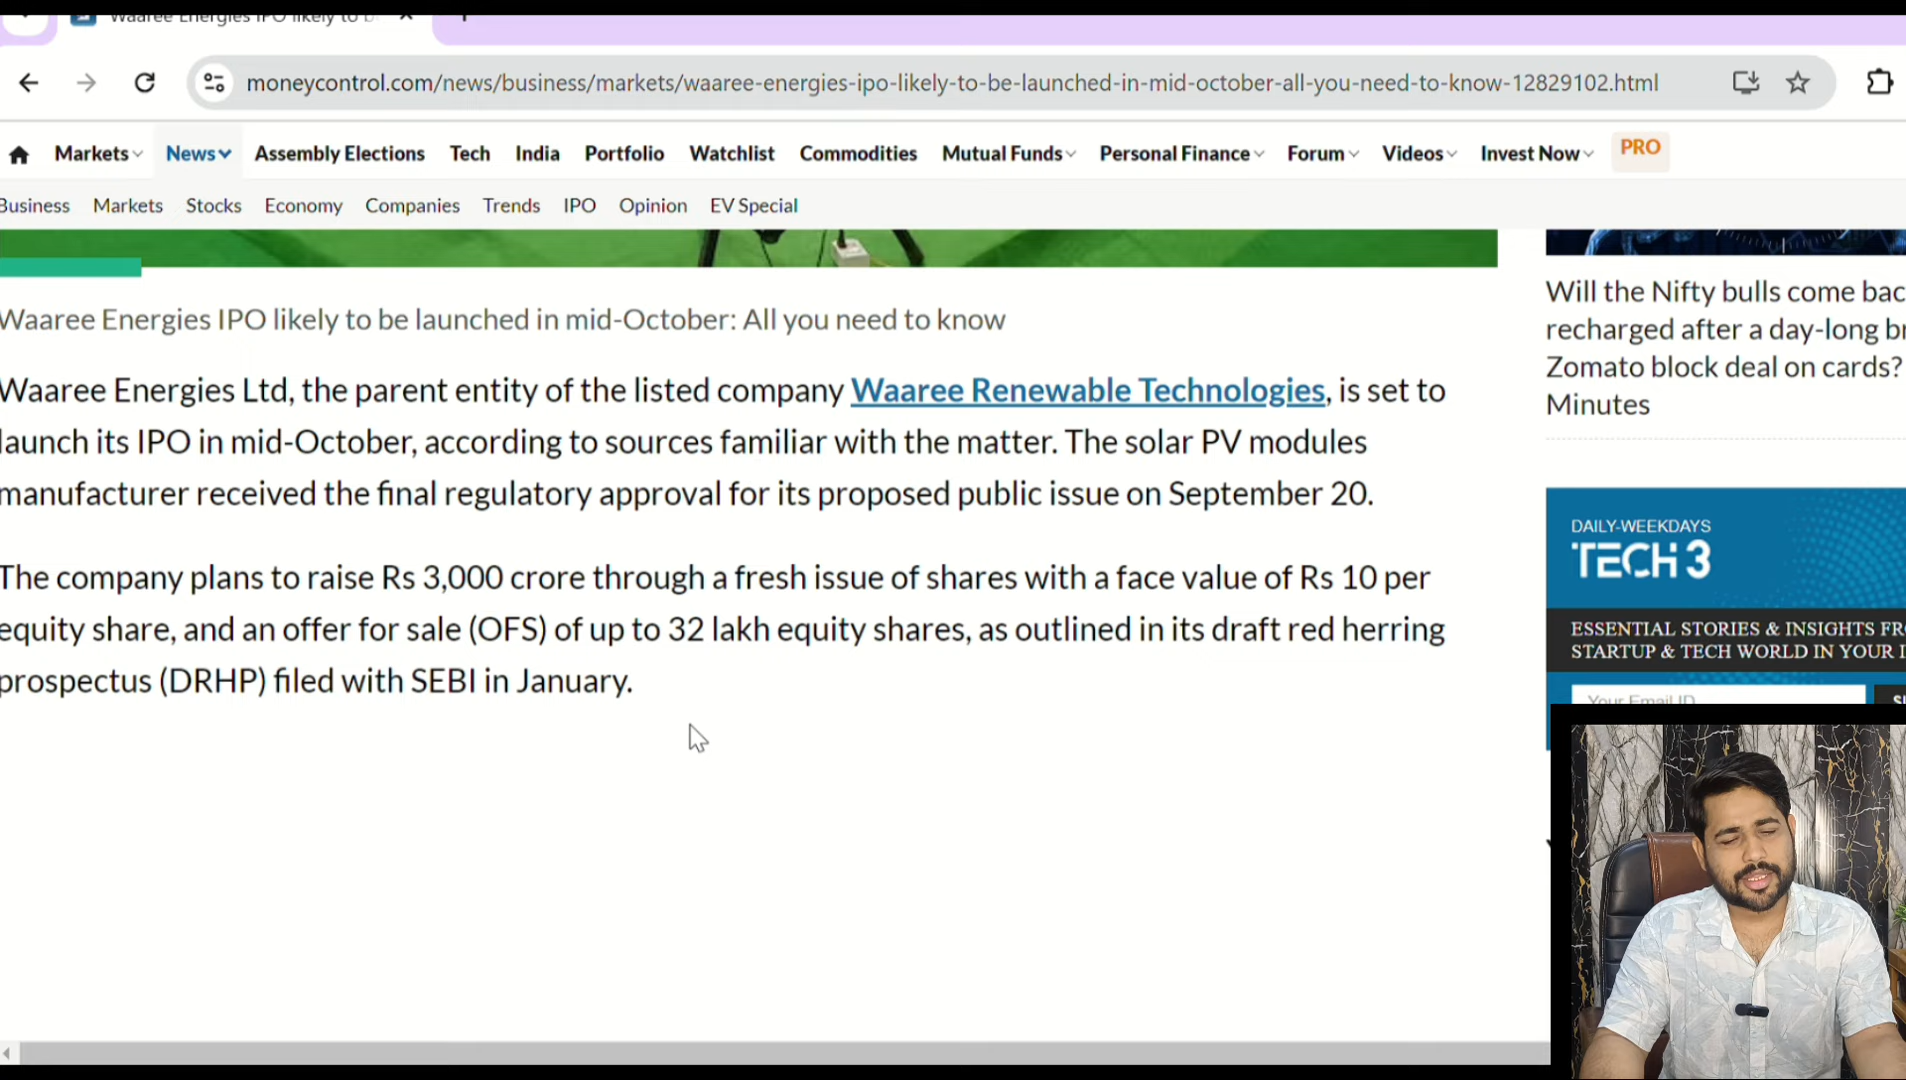 Waaree Energies IPO likely to b
moneycontrol.com/news/business/markets/waaree-energies-ipo-likely-to-be-launched-in-mid-october-all-you-need-to-know-12829102.html
Markets News Assembly Elections Tech India Portfolio Watchlist Commodities Mutual Funds Personal Finance Forum Videos Invest Now PRO
Business Markets Stocks Economy Companies Trends IPO Opinion EV Special
Waaree Energies IPO likely to be launched in mid-October: All you need to know
Waaree Energies Ltd, the parent entity of the listed company Waaree Renewable Technologies, is set to
launch its IPO in mid-October, according to sources familiar with the matter. The solar PV modules
manufacturer received the final regulatory approval for its proposed public issue on September 20.
The company plans to raise Rs 3,000 crore through a fresh issue of shares with a face value of Rs 10 per
equity share, and an offer for sale (OFS) of up to 32 lakh equity shares, as outlined in its draft red herring
prospectus (DRHP) filed with SEBI in January.
Will the Nifty bulls come bac
recharged after a day-long br
Zomato block deal on cards?
Minutes
DAILY-WEEKDAYS
TECH 3
ESSENTIAL STORIES & INSIGHTS FR
STARTUP & TECH WORLD IN YOUR I
Your Email ID